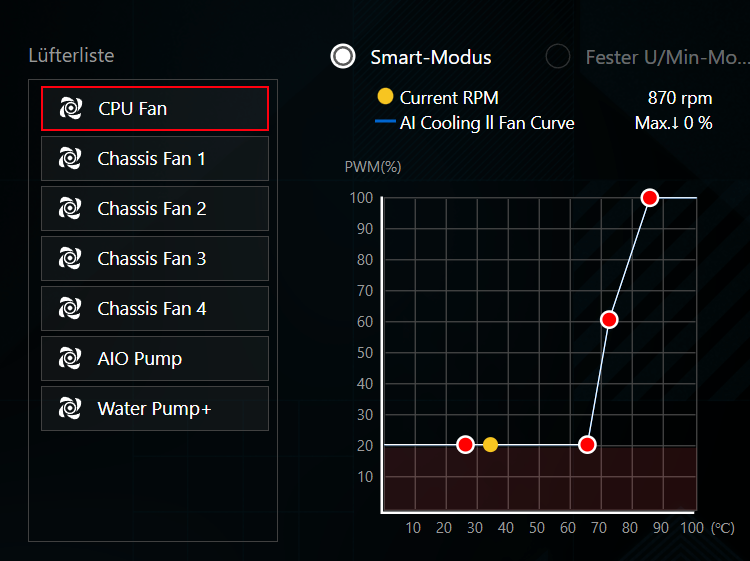 Lüfterliste
CPU Fan
Chassis Fan 1
Chassis Fan 2
Chassis Fan 3
Chassis Fan 4
AIO Pump
Water Pump+
Smart-Modus
Fester U/Min-Mo...
Current RPM 870 rpm
AI Cooling ll Fan Curve Max.↓ 0 %
PWM(%)
100
90
80
70
60
50
40
30
20
10
10 20 30 40 50 60 70 80 90 100 (°C)